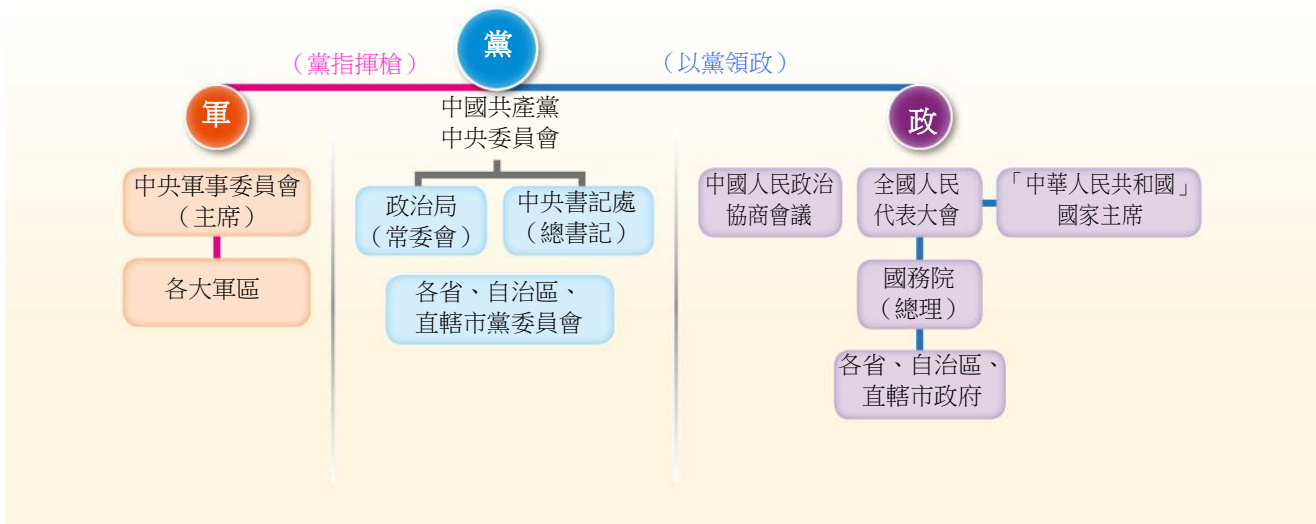 黨
（黨指揮槍）
（以黨領政）
軍
中國共產黨
中央委員會
政
中央軍事委員會
（主席）
各大軍區
政治局
（常委會）
中央書記處
（總書記）
各省、自治區、
直轄市黨委員會
中國人民政治
協商會議
全國人民
代表大會
「中華人民共和國」
國家主席
國務院
（總理）
各省、自治區、
直轄市政府